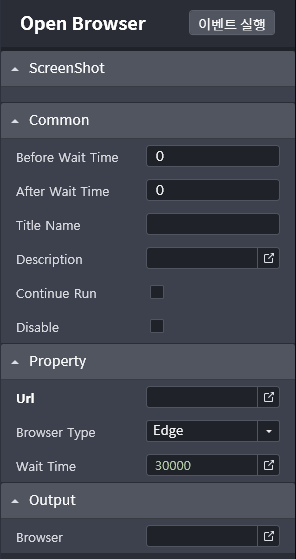 Open Browser 이벤트 실행
ScreenShot
Common
Before Wait Time 0
After Wait Time 0
Title Name
Description
Continue Run
Disable
Property
Url
Browser Type Edge
Wait Time 30000
Output
Browser